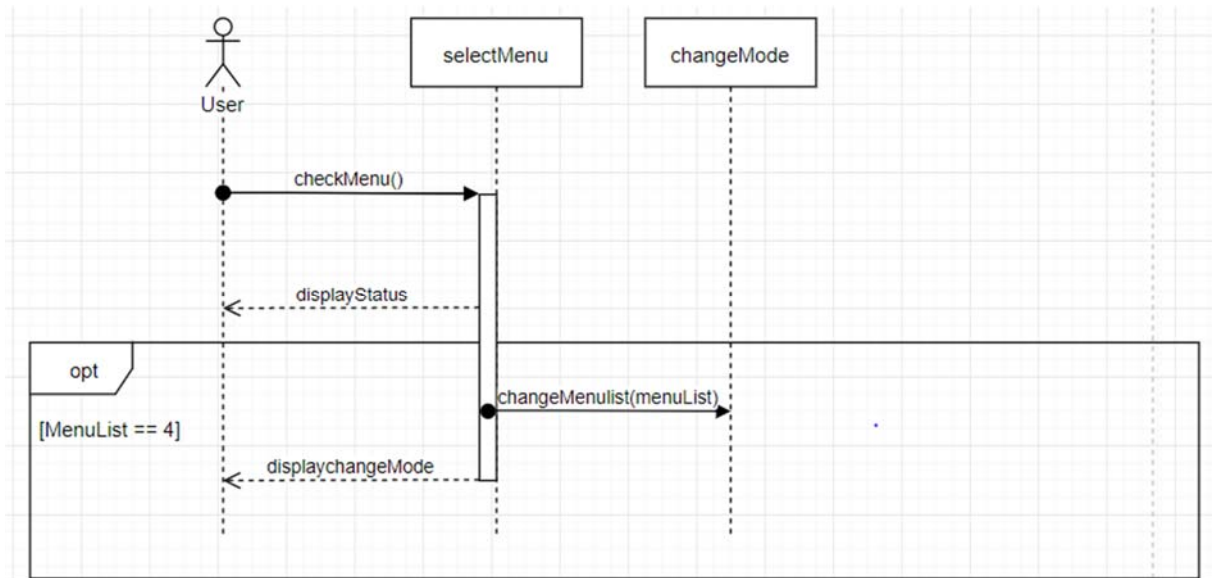 selectMenu
changeMode
User
checkMenu()
displayStatus
opt
changeMenulist(menuList)
[MenuList == 4]
displaychangeMode